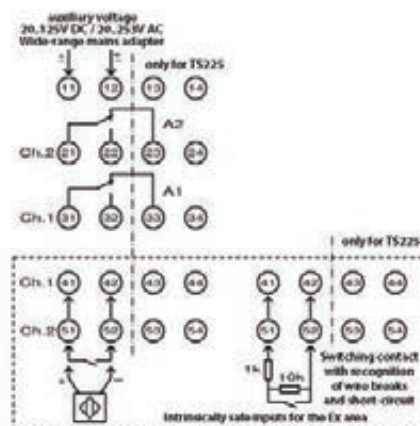 auxiliary voltage
20..125V DC / 20..253V AC
Wide-range mains adapter
only for TS225
11 12 13 14
A2
Ch.2 21 22 23 24
A1
Ch.1 31 32 33 34
only for TS225
Ch.1 41 42 43 44 41 42 43 44
Ch.2 51 52 53 54 51 52 53 54
1k
10k
+ -
Switching contact
with recognition
of wire breaks
and short-circuit
Intrinsically safe inputs for the Ex area